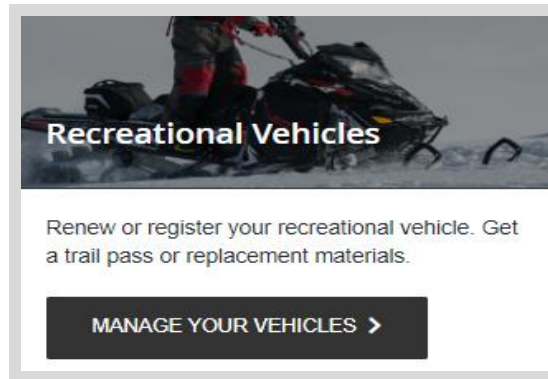 Recreational Vehicles
Renew or register your recreational vehicle. Get
a trail pass or replacement materials.
MANAGE YOUR VEHICLES >